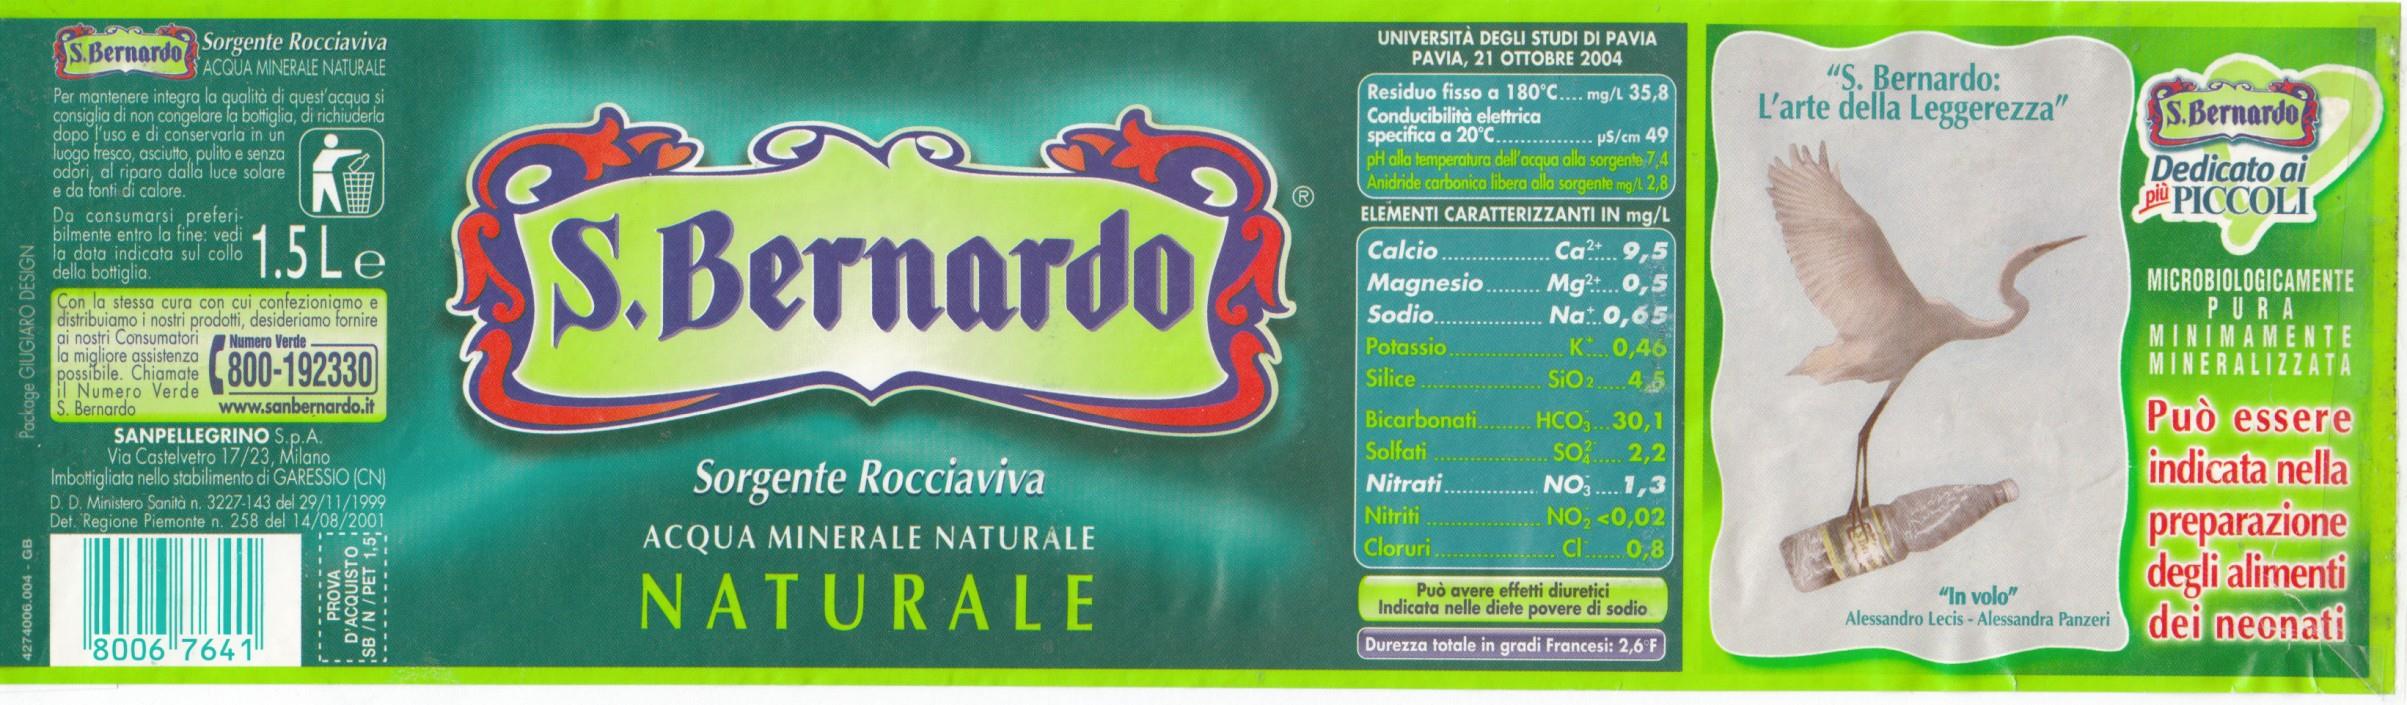 S.Bernardo
Sorgente Rocciaviva
ACQUA MINERALE NATURALE
Per mantenere integra la qualità di quest'acqua si
consiglia di non congelare la bottiglia, di richiuderla
dopo l'uso e di conservarla in un
luogo fresco, asciutto, pulito e senza
odori, al riparo dalla luce solare
e da fonti di calore.
Da consumarsi preferi-
bilmente entro la fine: vedi
la data indicata sul collo
della bottiglia.
1.5 L e
Con la stessa cura con cui confezioniamo e
distribuiamo i nostri prodotti, desideriamo fornire
ai nostri Consumatori
la migliore assistenza
possibile. Chiamate
il Numero Verde
S. Bernardo
Numero Verde
800-192330
www.sanbernardo.it
SANPELLEGRINO S.p.A.
Via Castelvetro 17/23, Milano
Imbottigliata nello stabilimento di GARESSIO (CN)
D. D. Ministero Sanità n. 3227-143 del 29/11/1999
Det. Regione Piemonte n. 258 del 14/08/2001
8006 7641
PROVA
D'ACQUISTO
SB / N / PET 1,5
Package GIUGIARO DESIGN
42740006.004 - GB
S.Bernardo
®
Sorgente Rocciaviva
ACQUA MINERALE NATURALE
NATURALE
UNIVERSITÀ DEGLI STUDI DI PAVIA
PAVIA, 21 OTTOBRE 2004
Residuo fisso a 180°C.... mg/L 35,8
Conducibilità elettrica
specifica a 20°C................ µS/cm 49
pH alla temperatura dell'acqua alla sorgente 7,4
Anidride carbonica libera alla sorgente mg/L 2,8
ELEMENTI CARATTERIZZANTI IN mg/L
Calcio ................ Ca²⁺.... 9,5
Magnesio ........ Mg²⁺.... 0,5
Sodio................ Na⁺. 0,65
Potassio ................ K⁺.... 0,46
Silice ................ SiO₂ .....4,5
Bicarbonati........ HCO₃⁻...30,1
Solfati ................ SO₄²⁻..... 2,2
Nitrati ............... NO₃⁻....1,3
Nitriti ................ NO₂⁻ <0,02
Cloruri ................ Cl⁻...... 0,8
Può avere effetti diuretici
Indicata nelle diete povere di sodio
Durezza totale in gradi Francesi: 2,6°F
"S. Bernardo:
L'arte della Leggerezza"
"In volo"
Alessandro Lecis - Alessandra Panzeri
S.Bernardo
Dedicato ai
più PICCOLI
MICROBIOLOGICAMENTE
PURA
MINIMAMENTE
MINERALIZZATA
Può essere
indicata nella
preparazione
degli alimenti
dei neonati